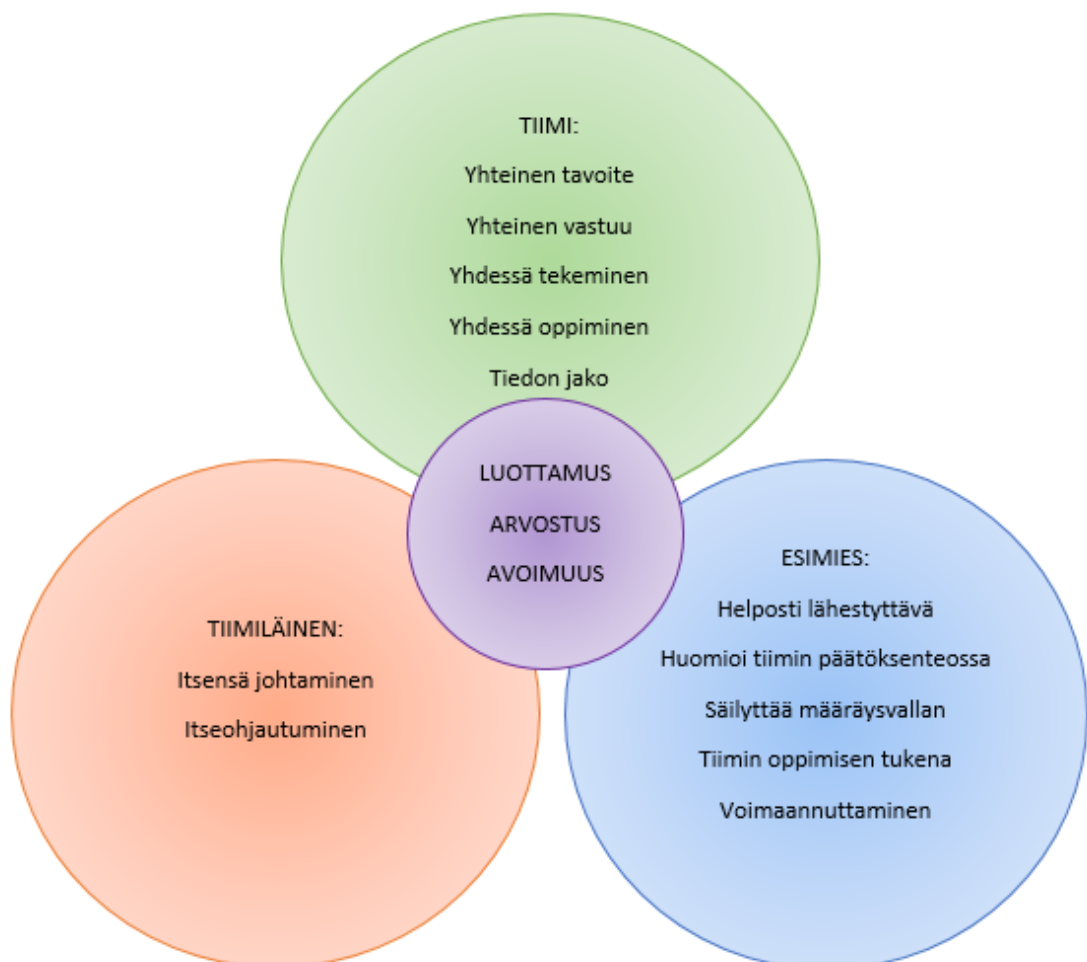 TIIMI:
Yhteinen tavoite
Yhteinen vastuu
Yhdessä tekeminen
Yhdessä oppiminen
Tiedon jako
LUOTTAMUS
ARVOSTUS
AVOIMUUS
TIIMILÄINEN:
Itsensä johtaminen
Itseohjautuminen
ESIMIES:
Helposti lähestyttävä
Huomioi tiimin päätöksenteossa
Säilyttää määräysvallan
Tiimin oppimisen tukena
Voimaannuttaminen